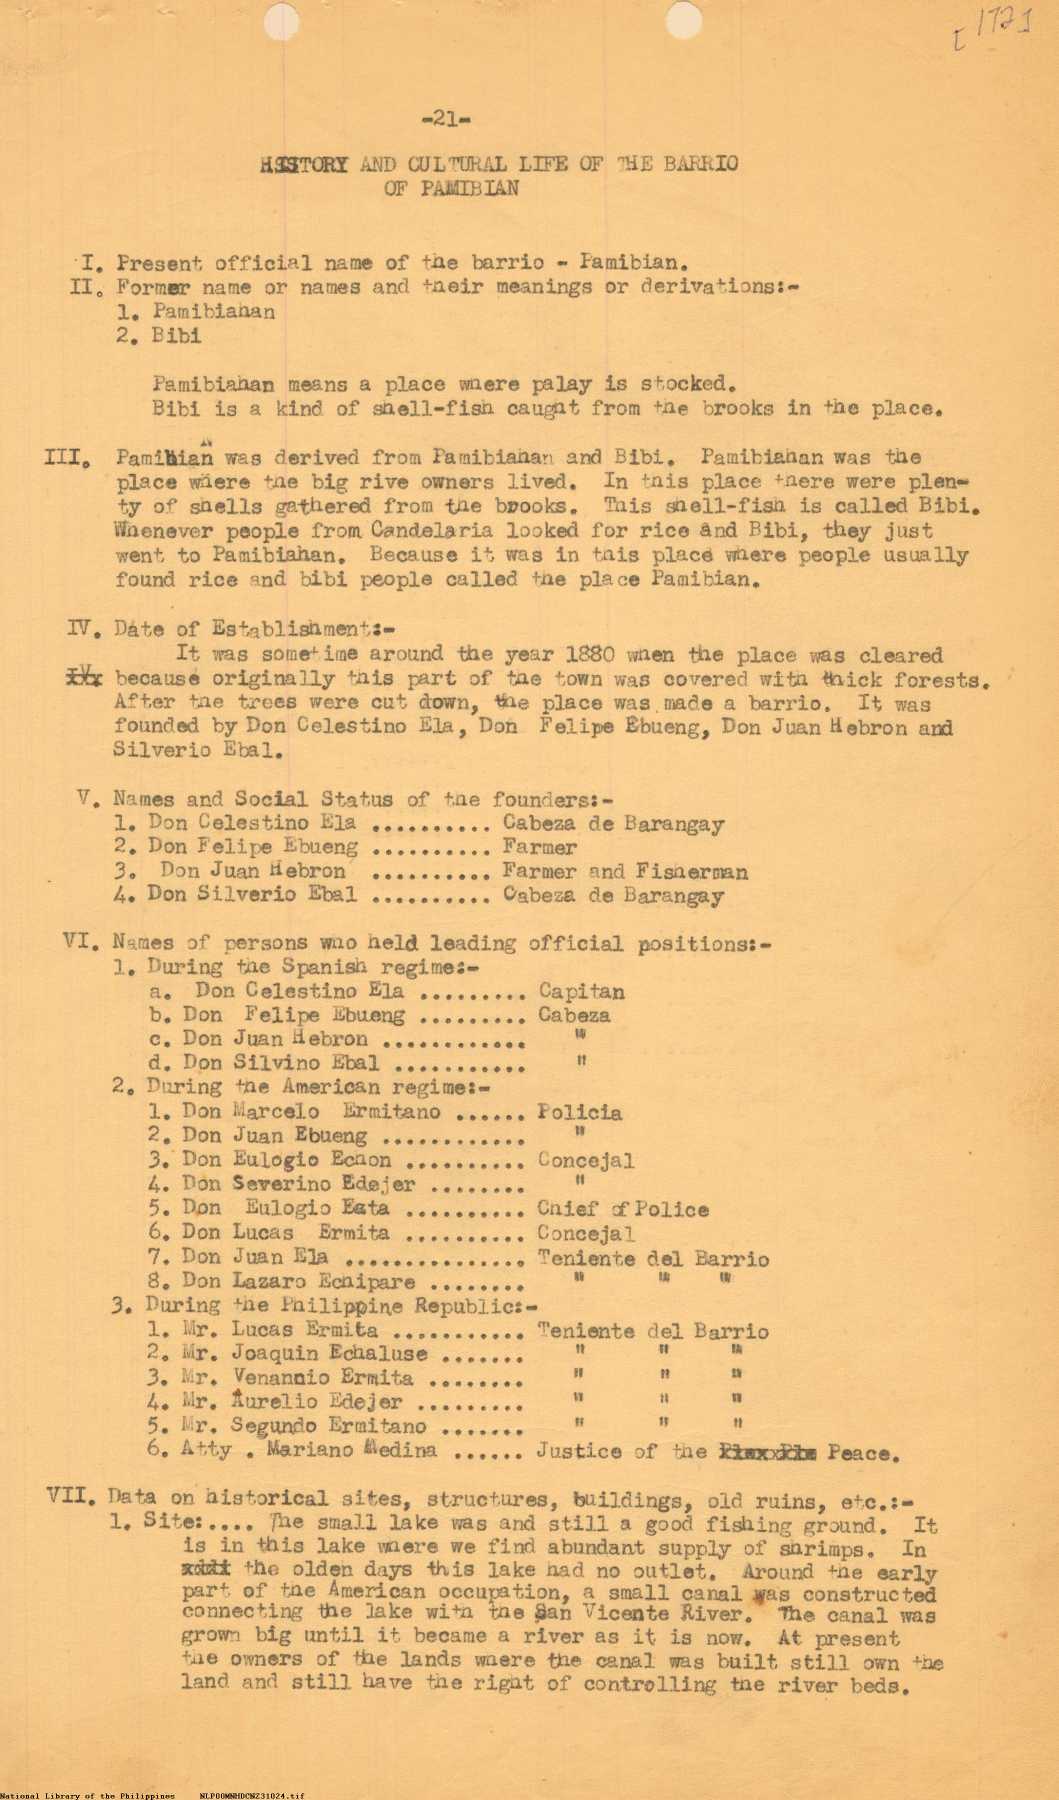 [172]
-21-
HISTORY AND CULTURAL LIFE OF THE BARRIO
OF PAMIBIAN
I. Present official name of the barrio - Pamibian.
II. Former name or names and their meanings or derivations:-
1. Pamibiahan
2. Bibi
Pamibiahan means a place where palay is stocked.
Bibi is a kind of shell-fish caught from the brooks in the place.
III. Pamibian was derived from Pamibiahan and Bibi. Pamibiahan was the
place where the big rive owners lived. In this place there were plen-
ty of shells gathered from the brooks. This shell-fish is called Bibi.
Whenever people from Candelaria looked for rice and Bibi, they just
went to Pamibiahan. Because it was in this place where people usually
found rice and bibi people called the place Pamibian.
IV. Date of Establishment:-
It was sometime around the year 1880 when the place was cleared
because originally this part of the town was covered with thick forests.
After the trees were cut down, the place was made a barrio. It was
founded by Don Celestino Ela, Don Felipe Ebueng, Don Juan Hebron and
Silverio Ebal.
V. Names and Social Status of the founders:-
1. Don Celestino Ela .......... Cabeza de Barangay
2. Don Felipe Ebueng .......... Farmer
3. Don Juan Hebron .......... Farmer and Fisherman
4. Don Silverio Ebal .......... Cabeza de Barangay
VI. Names of persons who held leading official positions:-
1. During the Spanish regime:-
a. Don Celestino Ela ......... Capitan
b. Don Felipe Ebueng ......... Cabeza
c. Don Juan Hebron ............ "
d. Don Silvino Ebal ........... "
2. During the American regime:-
1. Don Marcelo Ermitano ...... Policia
2. Don Juan Ebueng ............ "
3. Don Eulogio Echon .......... Concejal
4. Don Severino Edejer ........ "
5. Don Eulogio Eata .......... Chief of Police
6. Don Lucas Ermita .......... Concejal
7. Don Juan Ela ............... Teniente del Barrio
8. Don Lazaro Echipare ........ " " "
3. During the Philippine Republic:-
1. Mr. Lucas Ermita ........... Teniente del Barrio
2. Mr. Joaquin Echaluse ....... " " "
3. Mr. Venancio Ermita ........ " " "
4. Mr. Aurelio Edejer ......... " " "
5. Mr. Segundo Ermitano ....... " " "
6. Atty. Mariano Medina ...... Justice of the Peace.
VII. Data on historical sites, structures, buildings, old ruins, etc.:-
1. Site:.... The small lake was and still a good fishing ground. It
is in this lake where we find abundant supply of shrimps. In
the olden days this lake had no outlet. Around the early
part of the American occupation, a small canal was constructed
connecting the lake with the San Vicente River. The canal was
grown big until it became a river as it is now. At present
the owners of the lands where the canal was built still own the
land and still have the right of controlling the river beds.
National Library of the Philippines NLPOOMNHDCNZ31024.tif